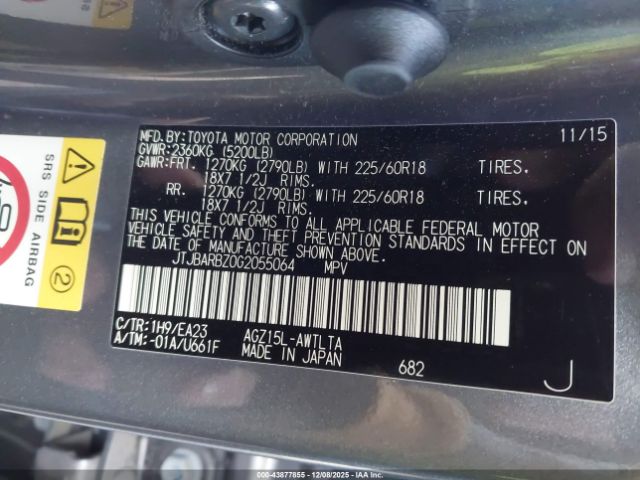 MFD.BY:TOYOTA MOTOR CORPORATION 11/15
GVWR:2360KG (5200LB)
GAWR:FRT. 1270KG (2790LB) WITH 225/60R18 TIRES.
18X7 1/2J RIMS.
RR. 1270KG (2790LB) WITH 225/60R18 TIRES.
18X7 1/2J RIMS.
THIS VEHICLE CONFORMS TO ALL APPLICABLE FEDERAL MOTOR
VEHICLE SAFETY AND THEFT PREVENTION STANDARDS IN EFFECT ON
THE DATE OF MANUFACTURE SHOWN ABOVE.
JTJBARBZ0G2055064 MPV
C/TR:1H9/EA23 AGZ15L-AWTLTA
A/TM:-01A/U661F MADE IN JAPAN 682 J
SRS SIDE AIRBAG
2
000-43877855 - 12/08/2025 - IAAI.com